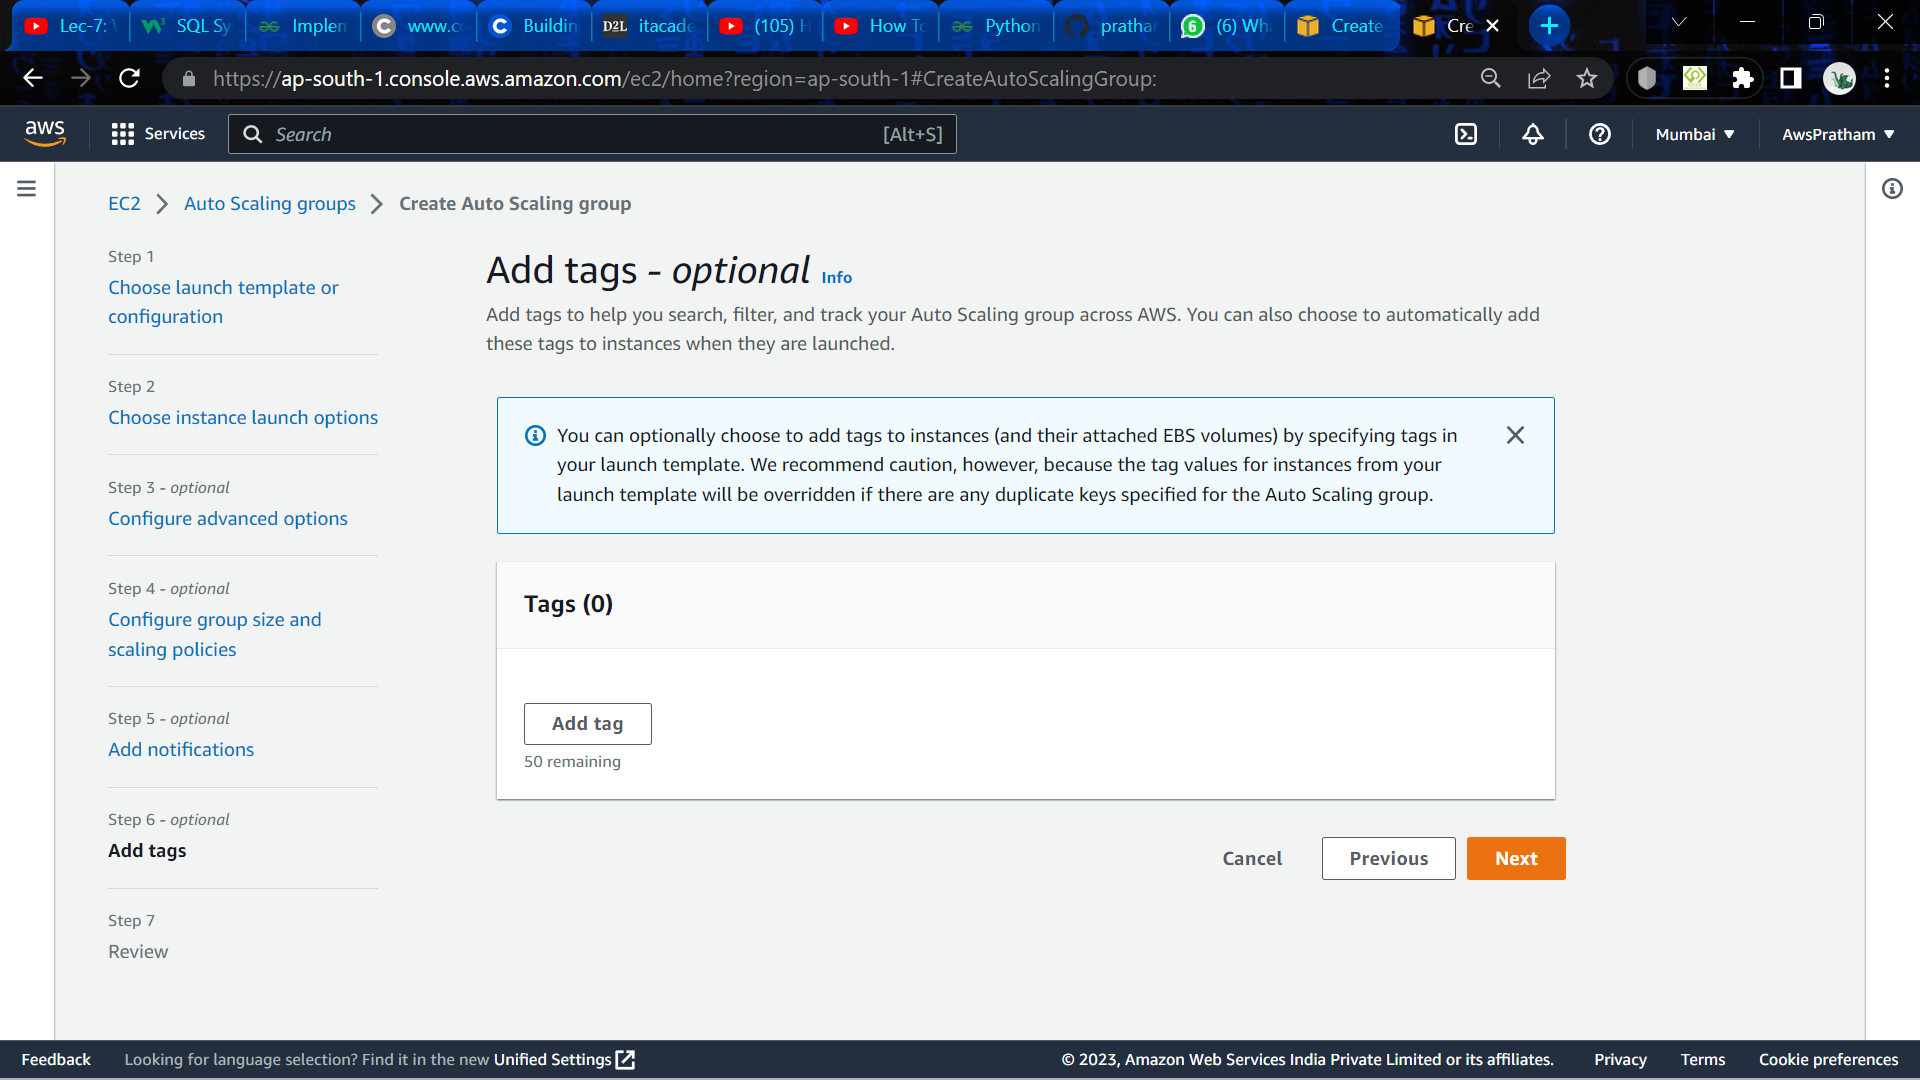 Lec-7:
SQL Sy
Implem
www.c
Buildin
D2L itacade
(105) H
How To
Python
prathar
6 (6) Wh
Create
Cre
https://ap-south-1.console.aws.amazon.com/ec2/home?region=ap-south-1#CreateAutoScalingGroup:
aws
Services
Search
[Alt+S]
Mumbai
AwsPratham
EC2
Auto Scaling groups
Create Auto Scaling group
Step 1
Choose launch template or
configuration
Step 2
Choose instance launch options
Step 3 - optional
Configure advanced options
Step 4 - optional
Configure group size and
scaling policies
Step 5 - optional
Add notifications
Step 6 - optional
Add tags
Step 7
Review
Add tags - optional Info
Add tags to help you search, filter, and track your Auto Scaling group across AWS. You can also choose to automatically add
these tags to instances when they are launched.
You can optionally choose to add tags to instances (and their attached EBS volumes) by specifying tags in
your launch template. We recommend caution, however, because the tag values for instances from your
launch template will be overridden if there are any duplicate keys specified for the Auto Scaling group.
Tags (0)
Add tag
50 remaining
Cancel
Previous
Next
Feedback
Looking for language selection? Find it in the new Unified Settings
© 2023, Amazon Web Services India Private Limited or its affiliates.
Privacy
Terms
Cookie preferences